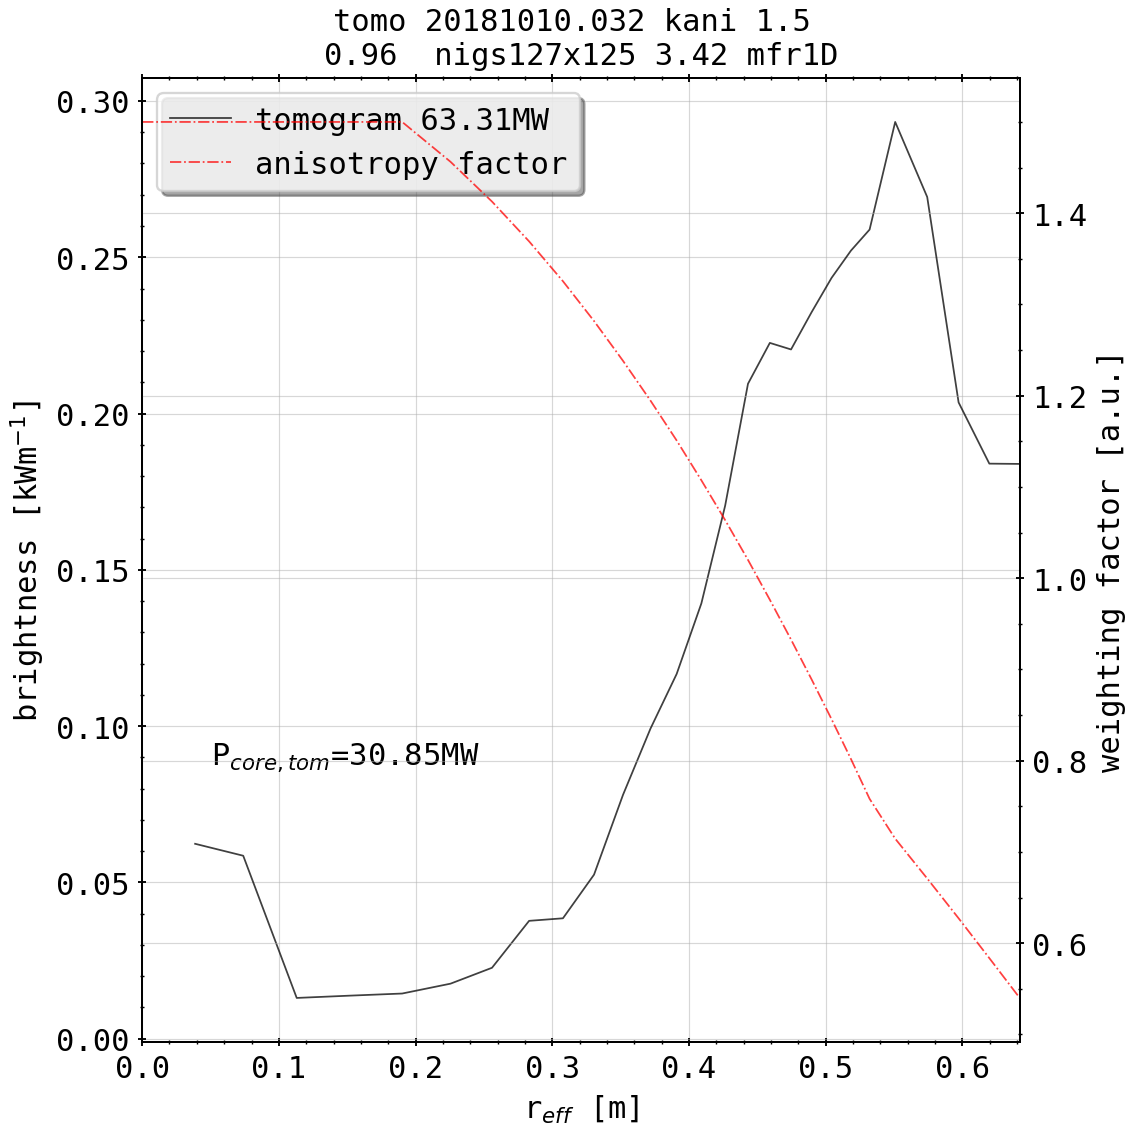 tomo 20181010.032 kani 1.5
0.96  nigs127x125 3.42 mfr1D
tomogram 63.31MW
anisotropy factor
0.30
0.25
0.20
0.15
0.10
0.05
0.00
brightness [kWm⁻¹]
1.4
1.2
1.0
0.8
0.6
weighting factor [a.u.]
P_core,tom=30.85MW
0.0 0.1 0.2 0.3 0.4 0.5 0.6
r_eff [m]